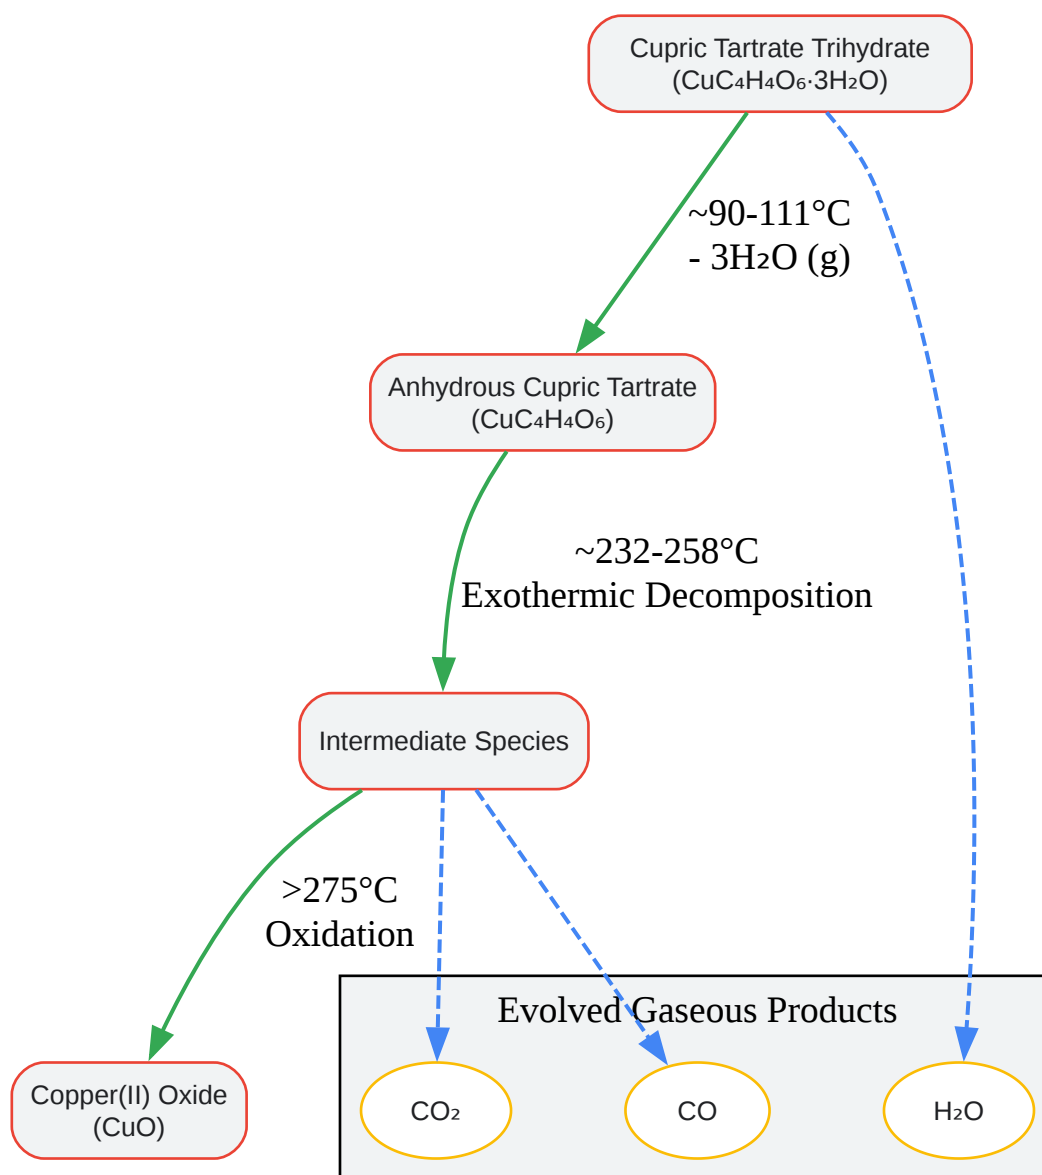 Cupric Tartrate Trihydrate
(CuC₄H₄O₆·3H₂O)
~90-111°C
- 3H₂O (g)
Anhydrous Cupric Tartrate
(CuC₄H₄O₆)
~232-258°C
Exothermic Decomposition
Intermediate Species
>275°C
Oxidation
Evolved Gaseous Products
Copper(II) Oxide
(CuO)
CO₂
CO
H₂O